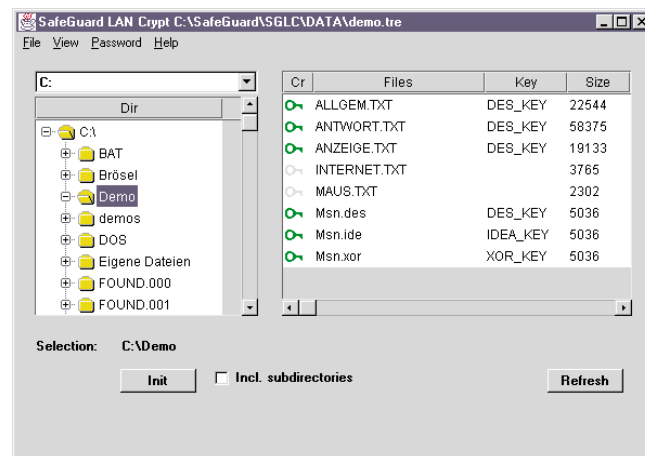 SafeGuard LAN Crypt C:\SafeGuard\SGLC\DATA\demo.tre
File View Password Help
C:
Dir
C:\
BAT
Brösel
Demo
demos
DOS
Eigene Dateien
FOUND.000
FOUND.001
Cr Files Key Size
ALLGEM.TXT DES_KEY 22544
ANTWORT.TXT DES_KEY 58375
ANZEIGE.TXT DES_KEY 19133
INTERNET.TXT 3765
MAUS.TXT 2302
Msn.des DES_KEY 5036
Msn.ide IDEA_KEY 5036
Msn.xor XOR_KEY 5036
Selection: C:\Demo
Init Incl. subdirectories Refresh